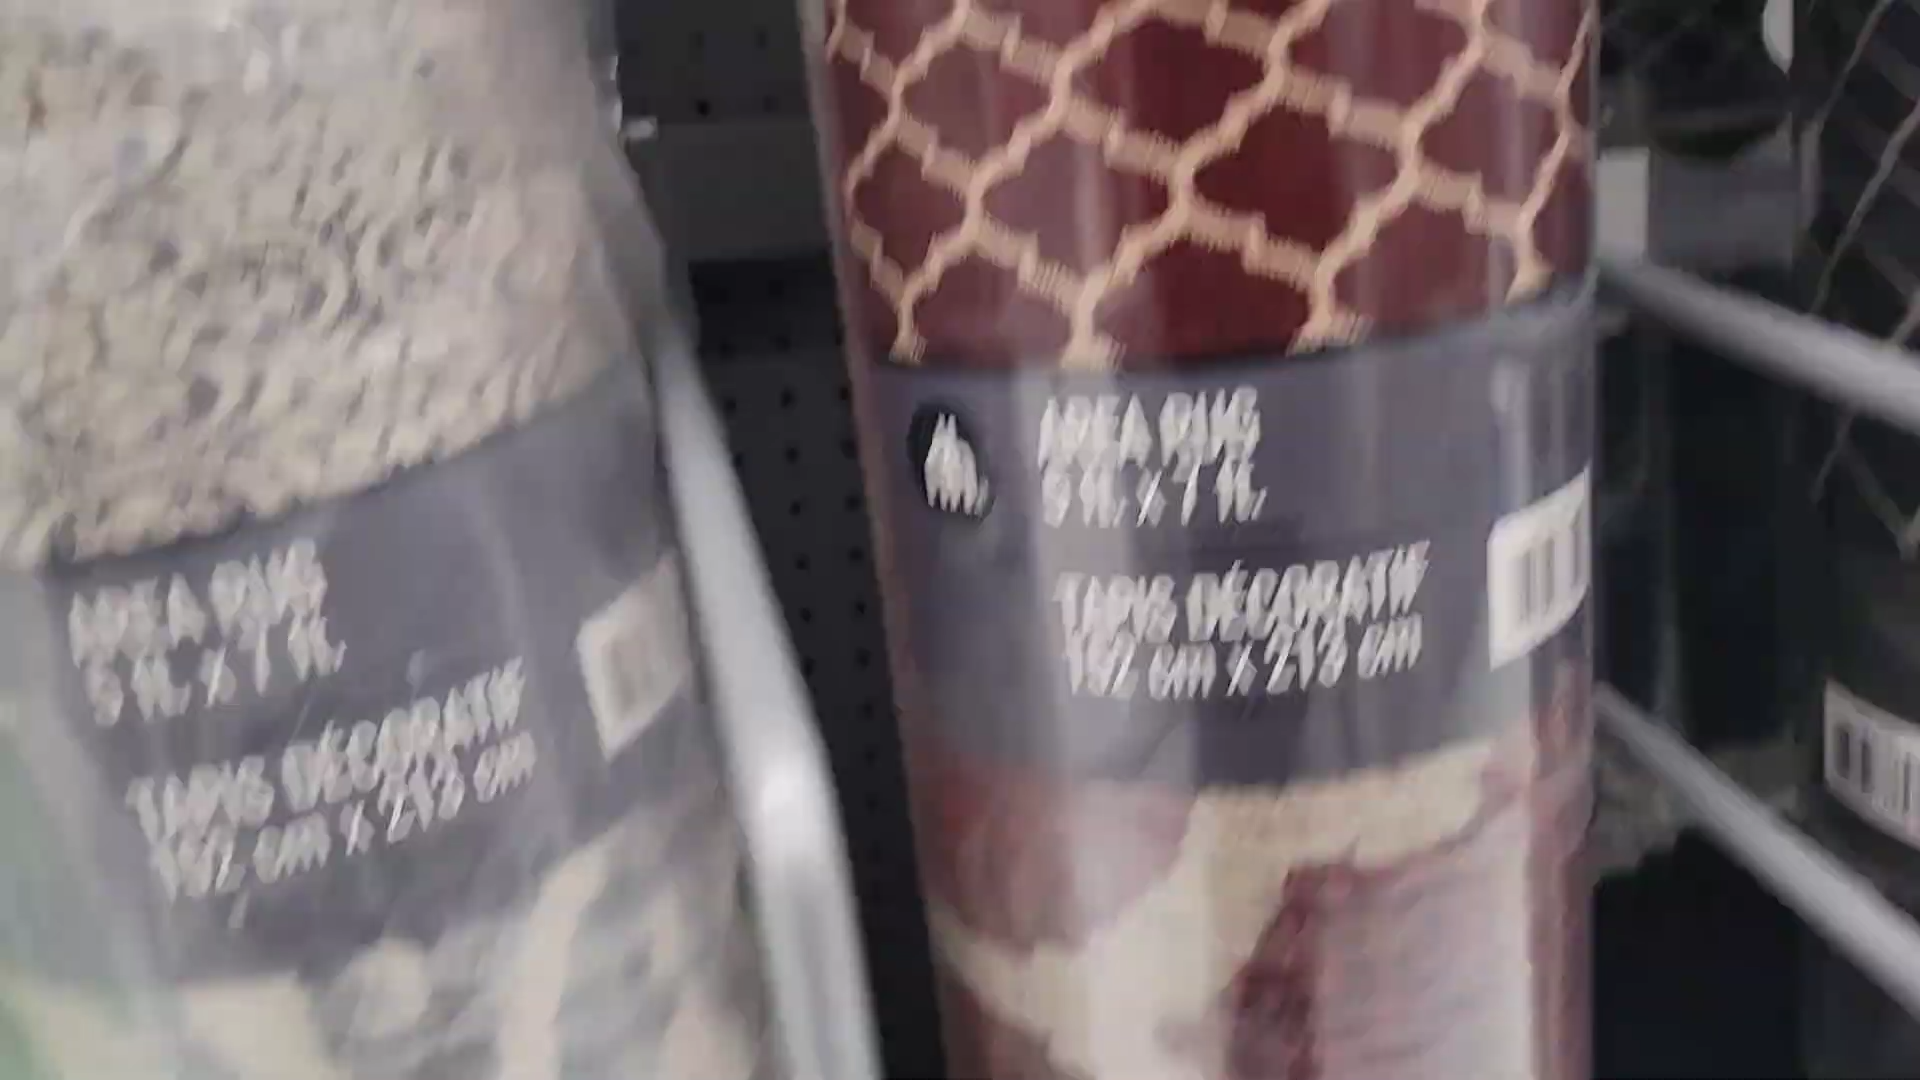 AREA RUG
5 ft. x 7 ft.
TAPIS DÉCORATIF
152 cm x 213 cm
AREA RUG
5 ft. x 7 ft.
TAPIS DÉCORATIF
152 cm x 213 cm